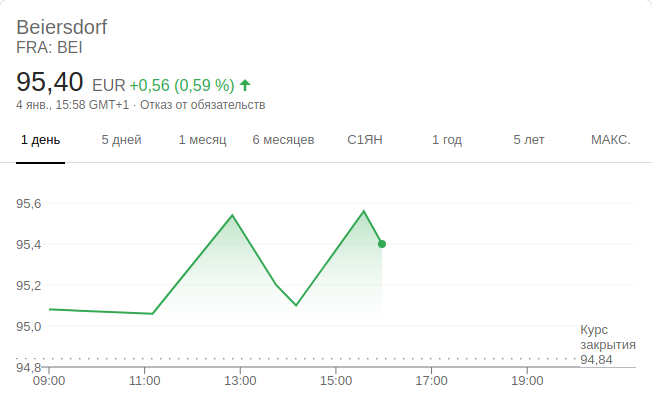 Beiersdorf
FRA: BEI
95,40 EUR +0,56 (0,59 %)
4 янв., 15:58 GMT+1 · Отказ от обязательств
1 день 5 дней 1 месяц 6 месяцев С1ЯН 1 год 5 лет МАКС.
95,6
95,4
95,2
95,0
Курс
закрытия
94,84
94,8
09:00 11:00 13:00 15:00 17:00 19:00